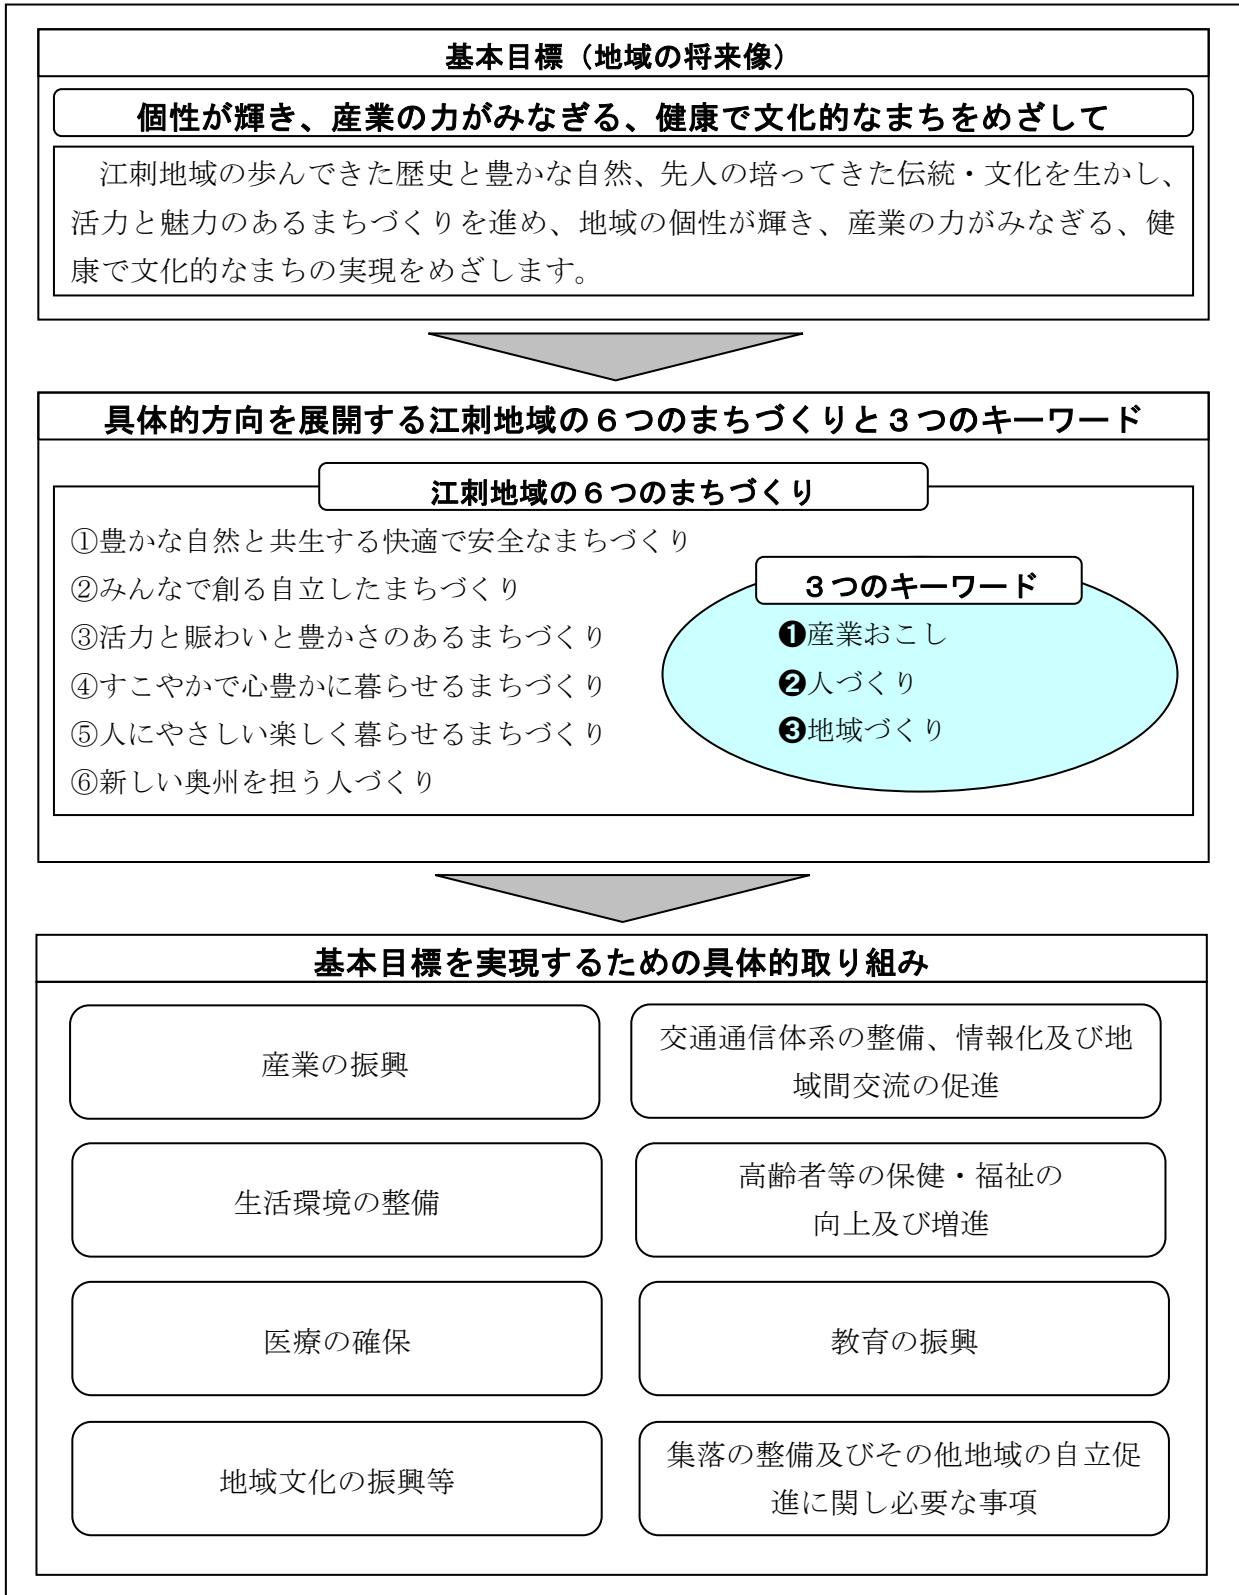 基本目標（地域の将来像）
個性が輝き、産業の力がみなぎる、健康で文化的なまちをめざして
江刺地域の歩んできた歴史と豊かな自然、先人の培ってきた伝統・文化を生かし、
活力と魅力のあるまちづくりを進め、地域の個性が輝き、産業の力がみなぎる、健
康で文化的なまちの実現をめざします。
具体的方向を展開する江刺地域の６つのまちづくりと３つのキーワード
江刺地域の６つのまちづくり
①豊かな自然と共生する快適で安全なまちづくり
②みんなで創る自立したまちづくり
③活力と賑わいと豊かさのあるまちづくり
④すこやかで心豊かに暮らせるまちづくり
⑤人にやさしい楽しく暮らせるまちづくり
⑥新しい奥州を担う人づくり
３つのキーワード
❶産業おこし
❷人づくり
❸地域づくり
基本目標を実現するための具体的取り組み
産業の振興
交通通信体系の整備、情報化及び地
域間交流の促進
生活環境の整備
高齢者等の保健・福祉の
向上及び増進
医療の確保
教育の振興
地域文化の振興等
集落の整備及びその他地域の自立促
進に関し必要な事項